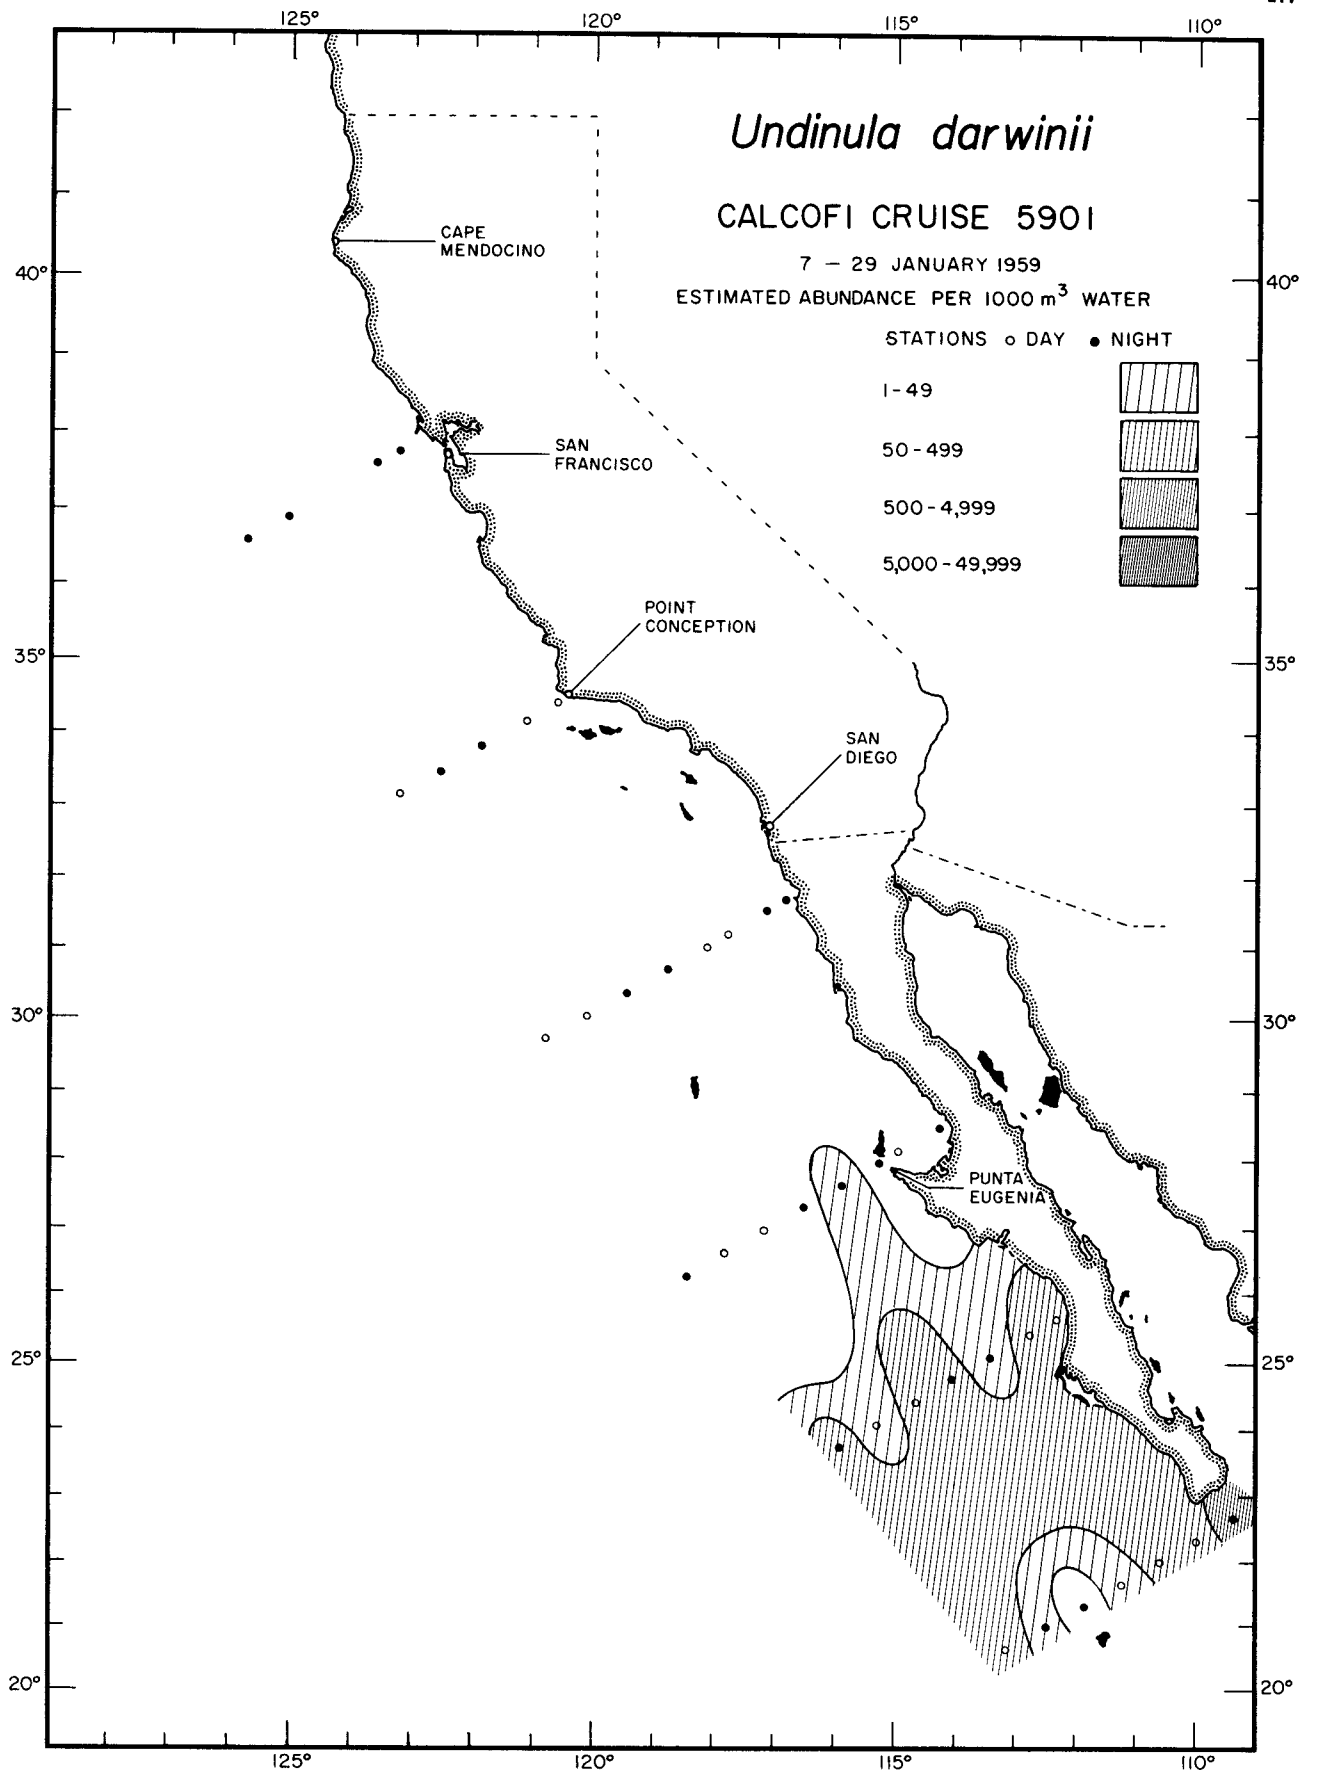 125° 120° 115° 110°
Undinula darwinii
CALCOFI CRUISE 5901
7 – 29 JANUARY 1959
ESTIMATED ABUNDANCE PER 1000 m³ WATER
STATIONS ○ DAY ● NIGHT
1-49
50-499
500-4,999
5,000-49,999
CAPE
MENDOCINO
40° 40°
SAN
FRANCISCO
POINT
CONCEPTION
35° 35°
SAN
DIEGO
30° 30°
PUNTA
EUGENIA
25° 25°
20° 20°
125° 120° 115° 110°